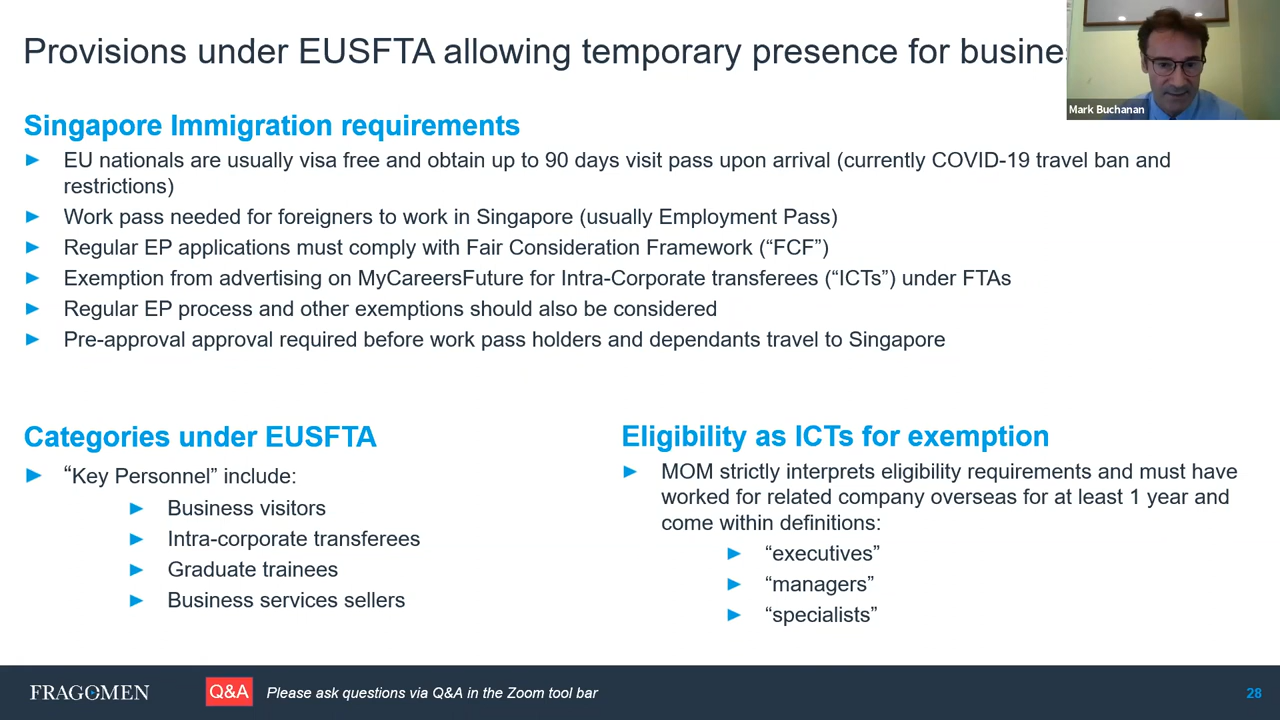 Provisions under EUSFTA allowing temporary presence for
Mark Buchanan
Singapore Immigration requirements
EU nationals are usually visa free and obtain up to 90 days visit pass upon arrival (currently COVID-19 travel ban and
restrictions)
Work pass needed for foreigners to work in Singapore (usually Employment Pass)
Regular EP applications must comply with Fair Consideration Framework (“FCF”)
Exemption from advertising on MyCareersFuture for Intra-Corporate transferees (“ICTs”) under FTAs
Regular EP process and other exemptions should also be considered
Pre-approval approval required before work pass holders and dependants travel to Singapore
Categories under EUSFTA
“Key Personnel” include:
Business visitors
Intra-corporate transferees
Graduate trainees
Business services sellers
Eligibility as ICTs for exemption
MOM strictly interprets eligibility requirements and must have
worked for related company overseas for at least 1 year and
come within definitions:
“executives”
“managers”
“specialists”
FRAGOMEN
Q&A
Please ask questions via Q&A in the Zoom tool bar
28